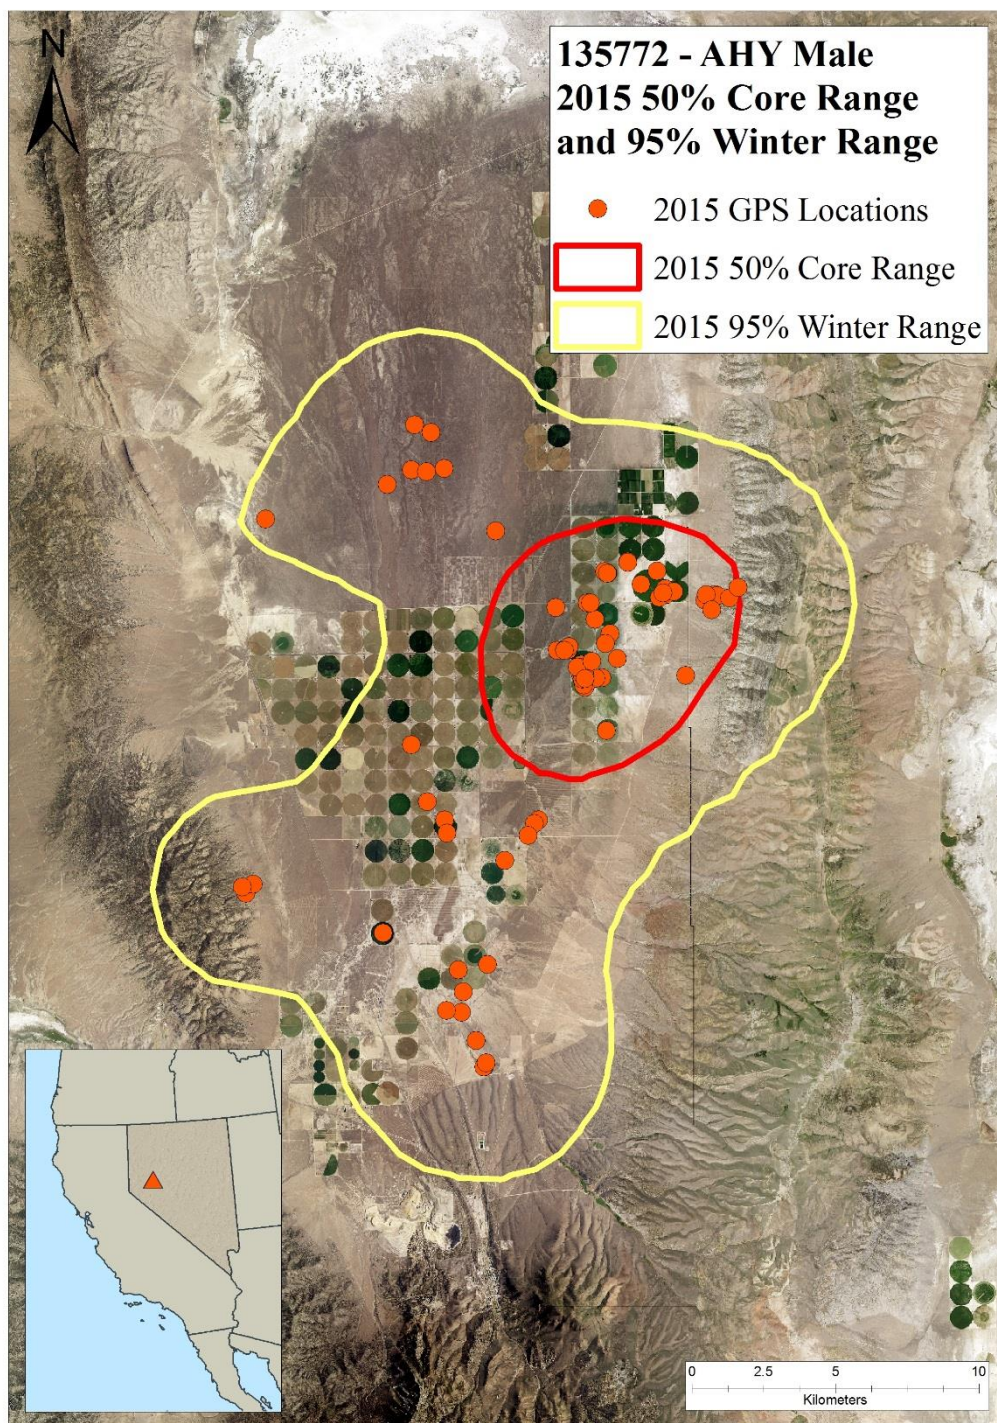 N
135772 - AHY Male
2015 50% Core Range
and 95% Winter Range
2015 GPS Locations
2015 50% Core Range
2015 95% Winter Range
0 2.5 5 10
Kilometers